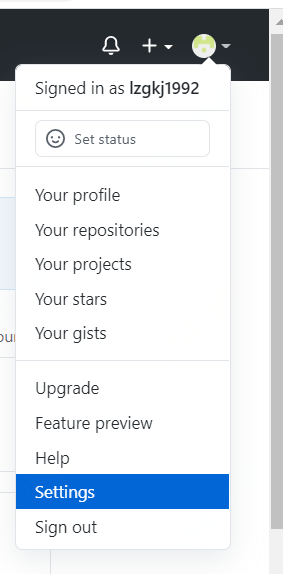 Signed in as lzgkj1992
Set status
Your profile
Your repositories
Your projects
Your stars
Your gists
Upgrade
Feature preview
Help
Settings
Sign out